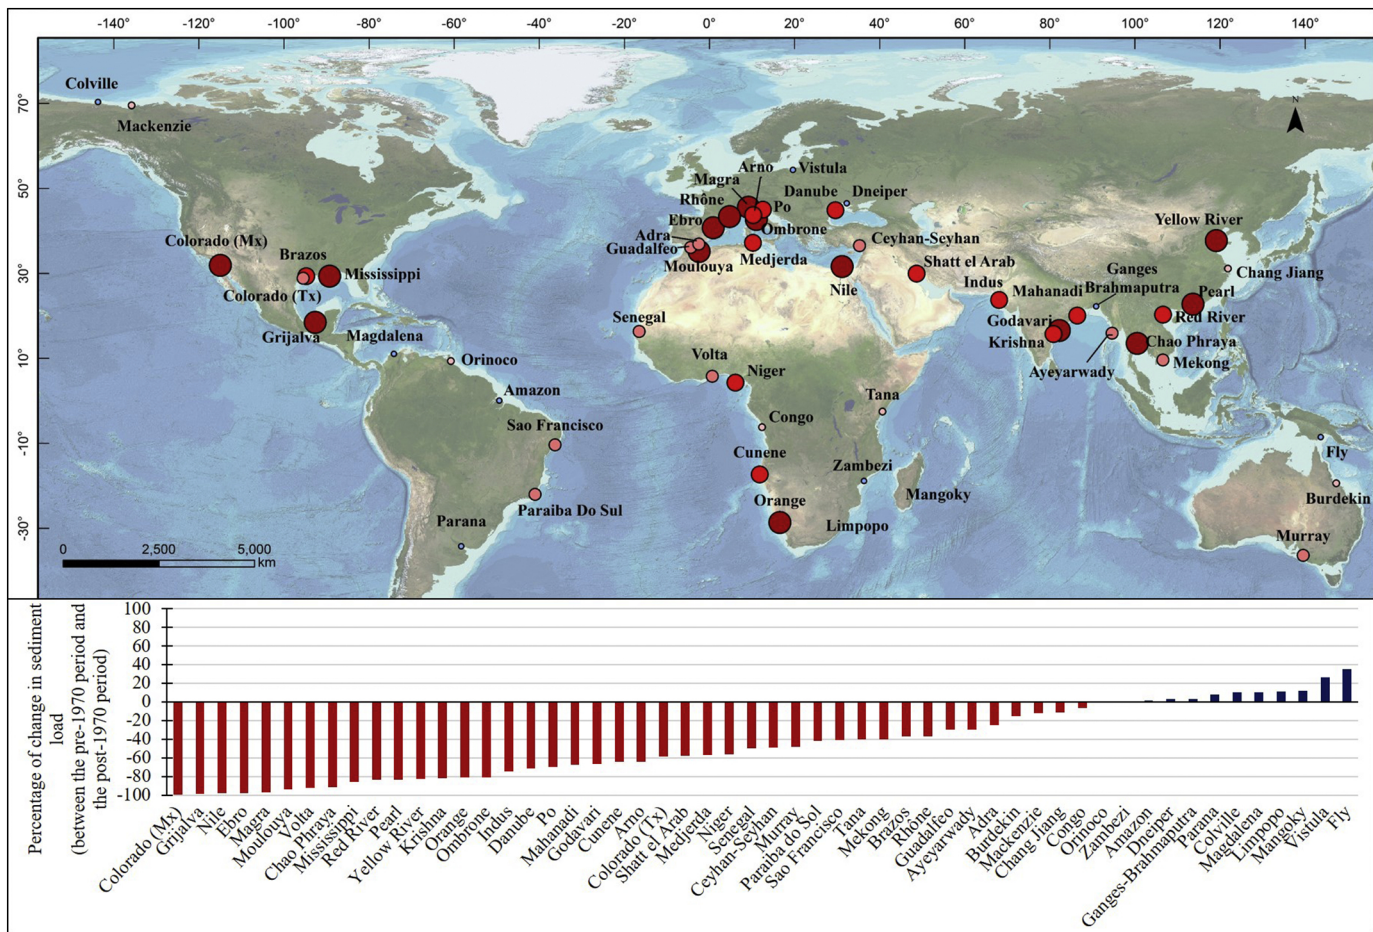 -140° -120° -100° -80° -60° -40° -20° 0° 20° 40° 60° 80° 100° 120° 140°
70°
50°
30°
10°
-10°
-30°
N
Colville
Mackenzie
Colorado (Mx)
Brazos
Mississippi
Colorado (Tx)
Grijalva
Magdalena
Orinoco
Amazon
Sao Francisco
Paraiba Do Sul
Parana
Arno
Vistula
Magra
Danube
Dneiper
Rhône
Po
Ebro
Ombrone
Adra
Guadalfeo
Medjerda
Moulouya
Ceyhan-Seyhan
Shatt el Arab
Nile
Senegal
Volta
Niger
Tana
Congo
Cunene
Zambezi
Orange
Mangoky
Limpopo
Yellow River
Ganges
Brahmaputra
Chang Jiang
Indus
Mahanadi
Pearl
Godavari
Red River
Krishna
Chao Phraya
Ayeyarwady
Mekong
Fly
Burdekin
Murray
0 2,500 5,000
km
Percentage of change in sediment
load
(between the pre-1970 period and
the post-1970 period)
100
80
60
40
20
0
-20
-40
-60
-80
-100
Colorado (Mx)
Grijalva
Nile
Ebro
Magra
Moulouya
Volta
Chao Phraya
Mississippi
Red River
Pearl
Yellow River
Krishna
Orange
Ombrone
Indus
Danube
Po
Mahanadi
Godavari
Cunene
Arno
Colorado (Tx)
Shatt el Arab
Medjerda
Niger
Senegal
Ceyhan-Seyhan
Murray
Paraiba do Sol
Sao Francisco
Tana
Mekong
Brazos
Rhône
Guadalfeo
Ayeyarwady
Adra
Burdekin
Mackenzie
Chang Jiang
Congo
Orinoco
Zambezi
Amazon
Dneiper
Ganges-Brahmaputra
Parana
Colville
Magdalena
Limpopo
Mangoky
Vistula
Fly